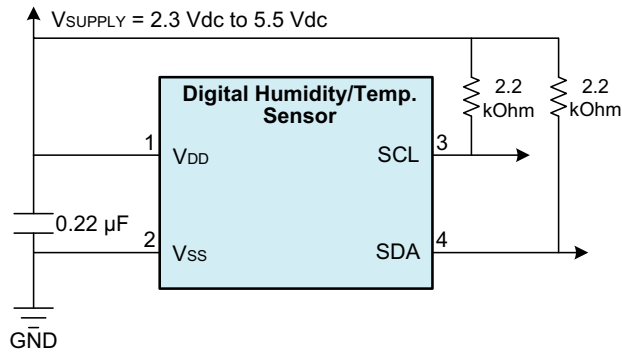 VSUPPLY = 2.3 Vdc to 5.5 Vdc
Digital Humidity/Temp.
Sensor
2.2
kOhm
2.2
kOhm
1
VDD
SCL
3
0.22 µF
2
VSS
SDA
4
GND